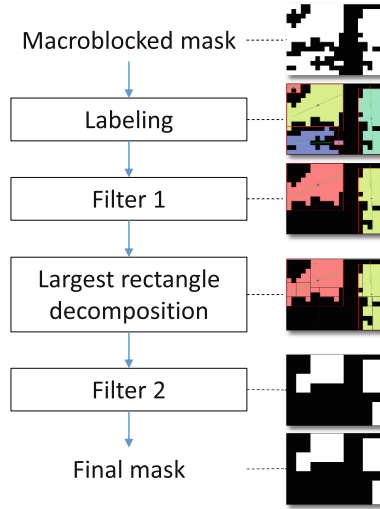 Macroblocked mask
Labeling
Filter 1
Largest rectangle
decomposition
Filter 2
Final mask